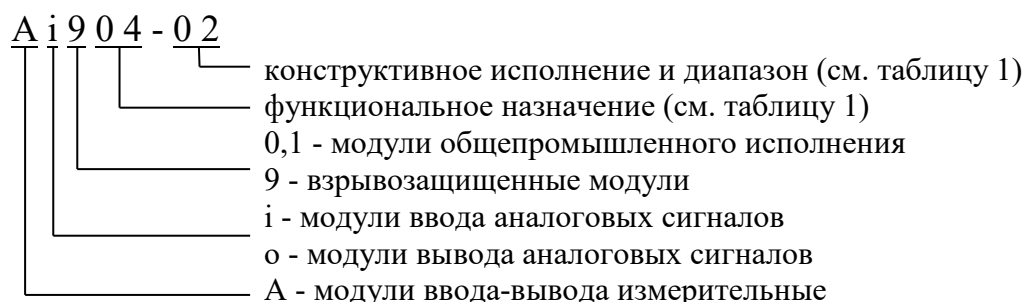 A i 9 0 4 - 0 2
конструктивное исполнение и диапазон (см. таблицу 1)
функциональное назначение (см. таблицу 1)
0,1 - модули общепромышленного исполнения
9 - взрывозащищенные модули
i - модули ввода аналоговых сигналов
о - модули вывода аналоговых сигналов
А - модули ввода-вывода измерительные